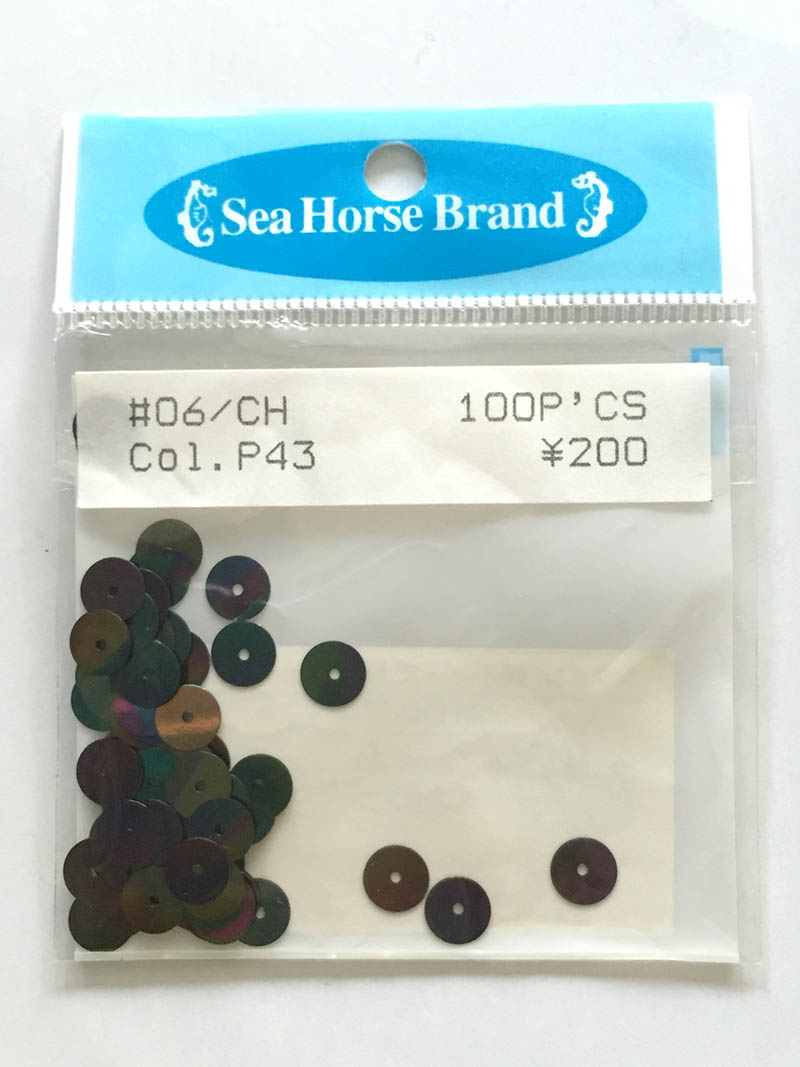 Sea Horse Brand
#06/CH 100P'CS
Col.P43 ¥200